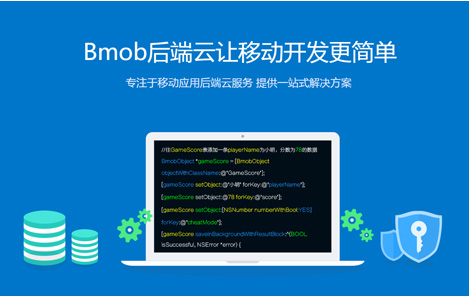 Bmob后端云让移动开发更简单
专注于移动应用后端云服务 提供一站式解决方案
//往GameScore表添加一条playerName为小明，分数为78的数据
BmobObject *gameScore = [BmobObject
objectWithClassName:@"GameScore"];
[gameScore setObject:@"小明" forKey:@"playerName"];
[gameScore setObject:@78 forKey:@"score"];
[gameScore setObject:[NSNumber numberWithBool:YES]
forKey:@"cheatMode"];
[gameScore saveInBackgroundWithResultBlock:^(BOOL
isSuccessful, NSError *error) {